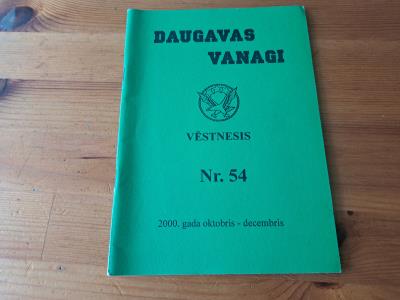 DAUGAVAS
VANAGI
VĒSTNESIS
Nr. 54
2000. gada oktobris - decembris